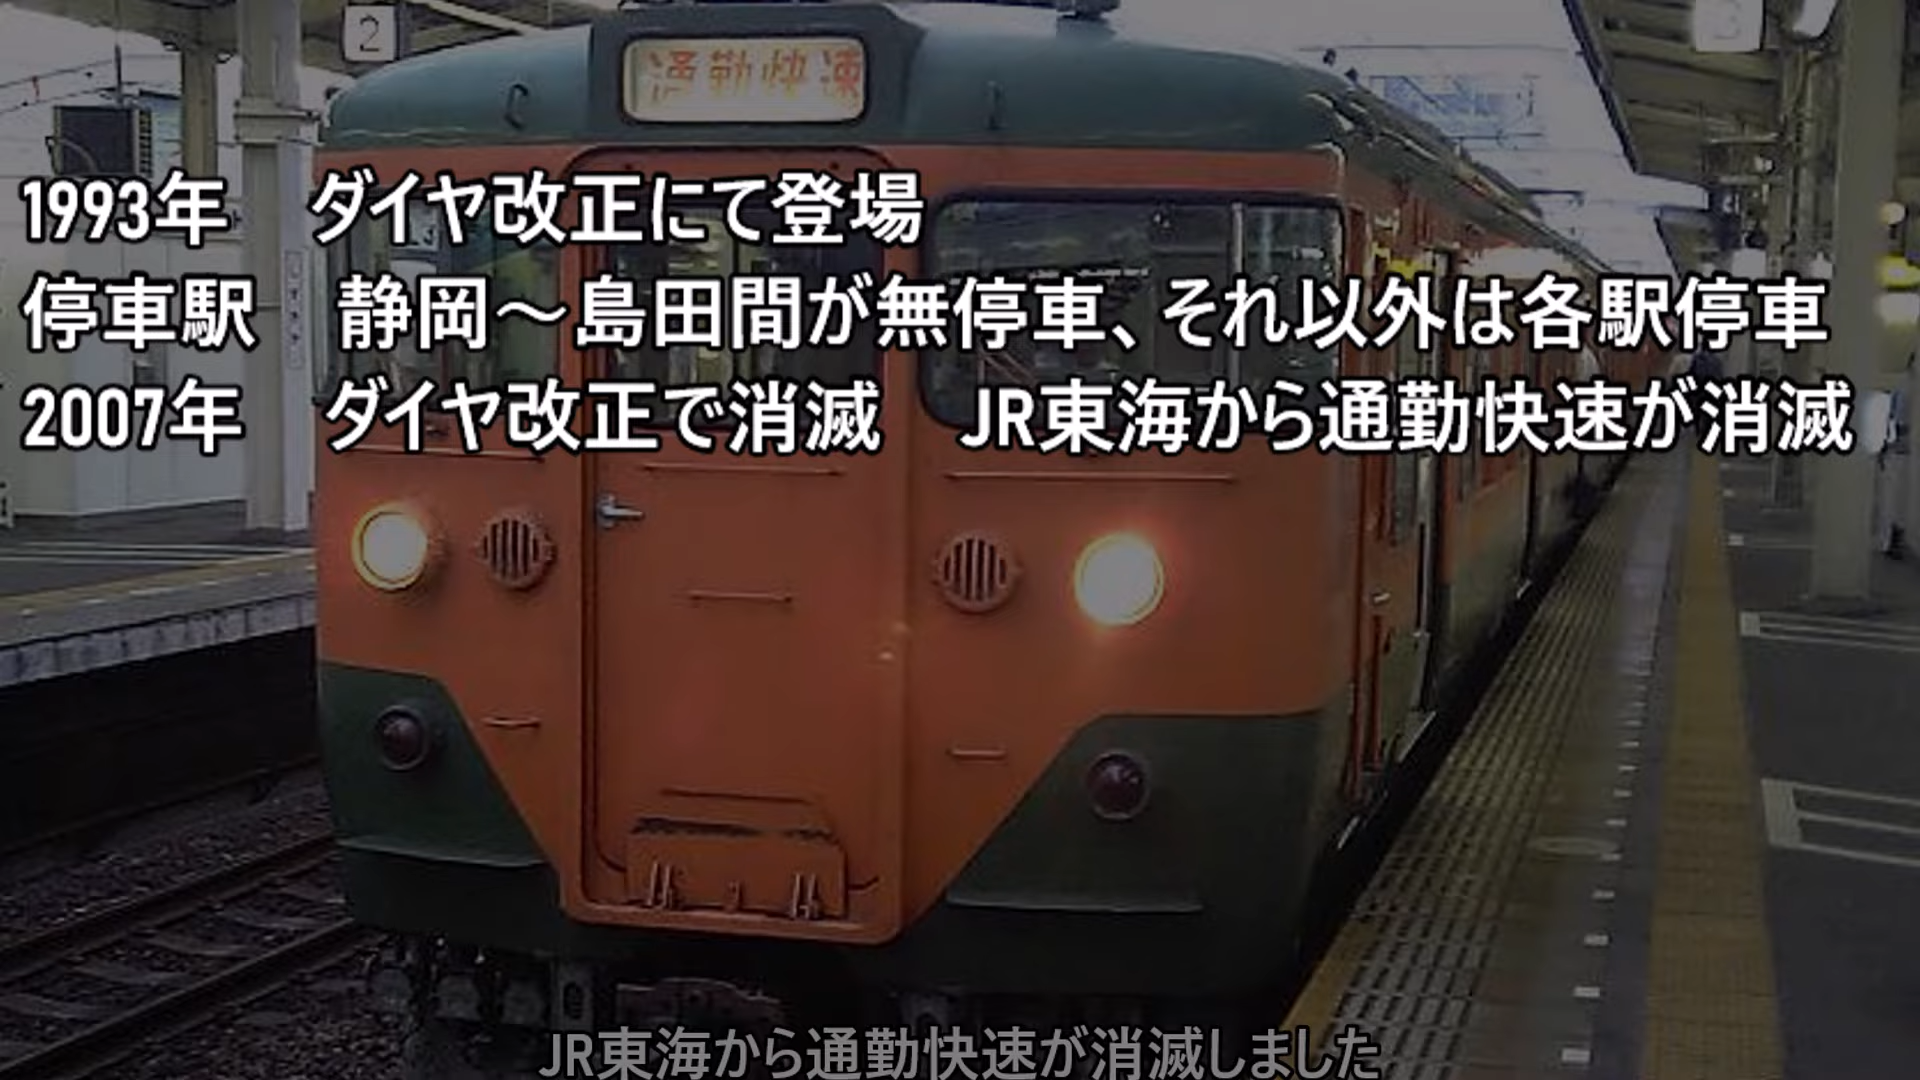 2
通勤快速
1993年　ダイヤ改正にて登場
停車駅　静岡～島田間が無停車、それ以外は各駅停車
2007年　ダイヤ改正で消滅　JR東海から通勤快速が消滅
JR東海から通勤快速が消滅しました